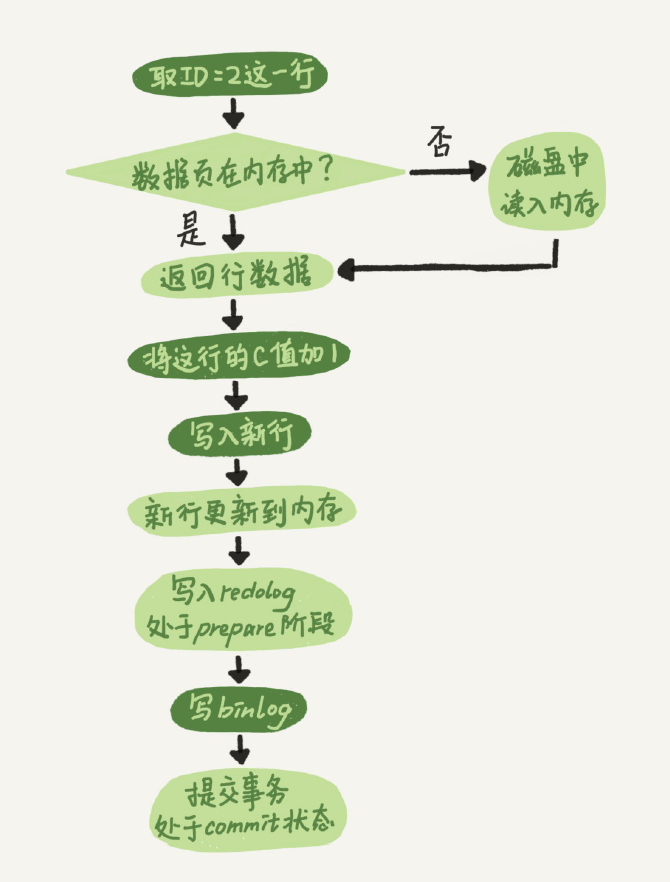 取ID=2这一行
数据页在内存中？
否
磁盘中
读入内存
是
返回行数据
将这行的C值加1
写入新行
新行更新到内存
写入redolog
处于prepare阶段
写binlog
提交事务
处于commit状态